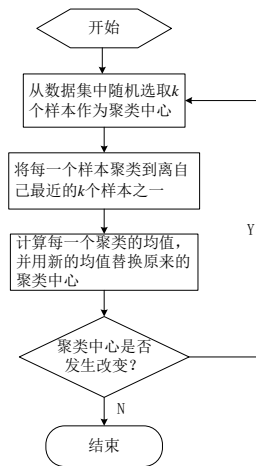 开始
从数据集中随机选取k
个样本作为聚类中心
将每一个样本聚类到离自
己最近的k个样本之一
计算每一个聚类的均值，
并用新的均值替换原来的
聚类中心
Y
聚类中心是否
发生改变？
N
结束